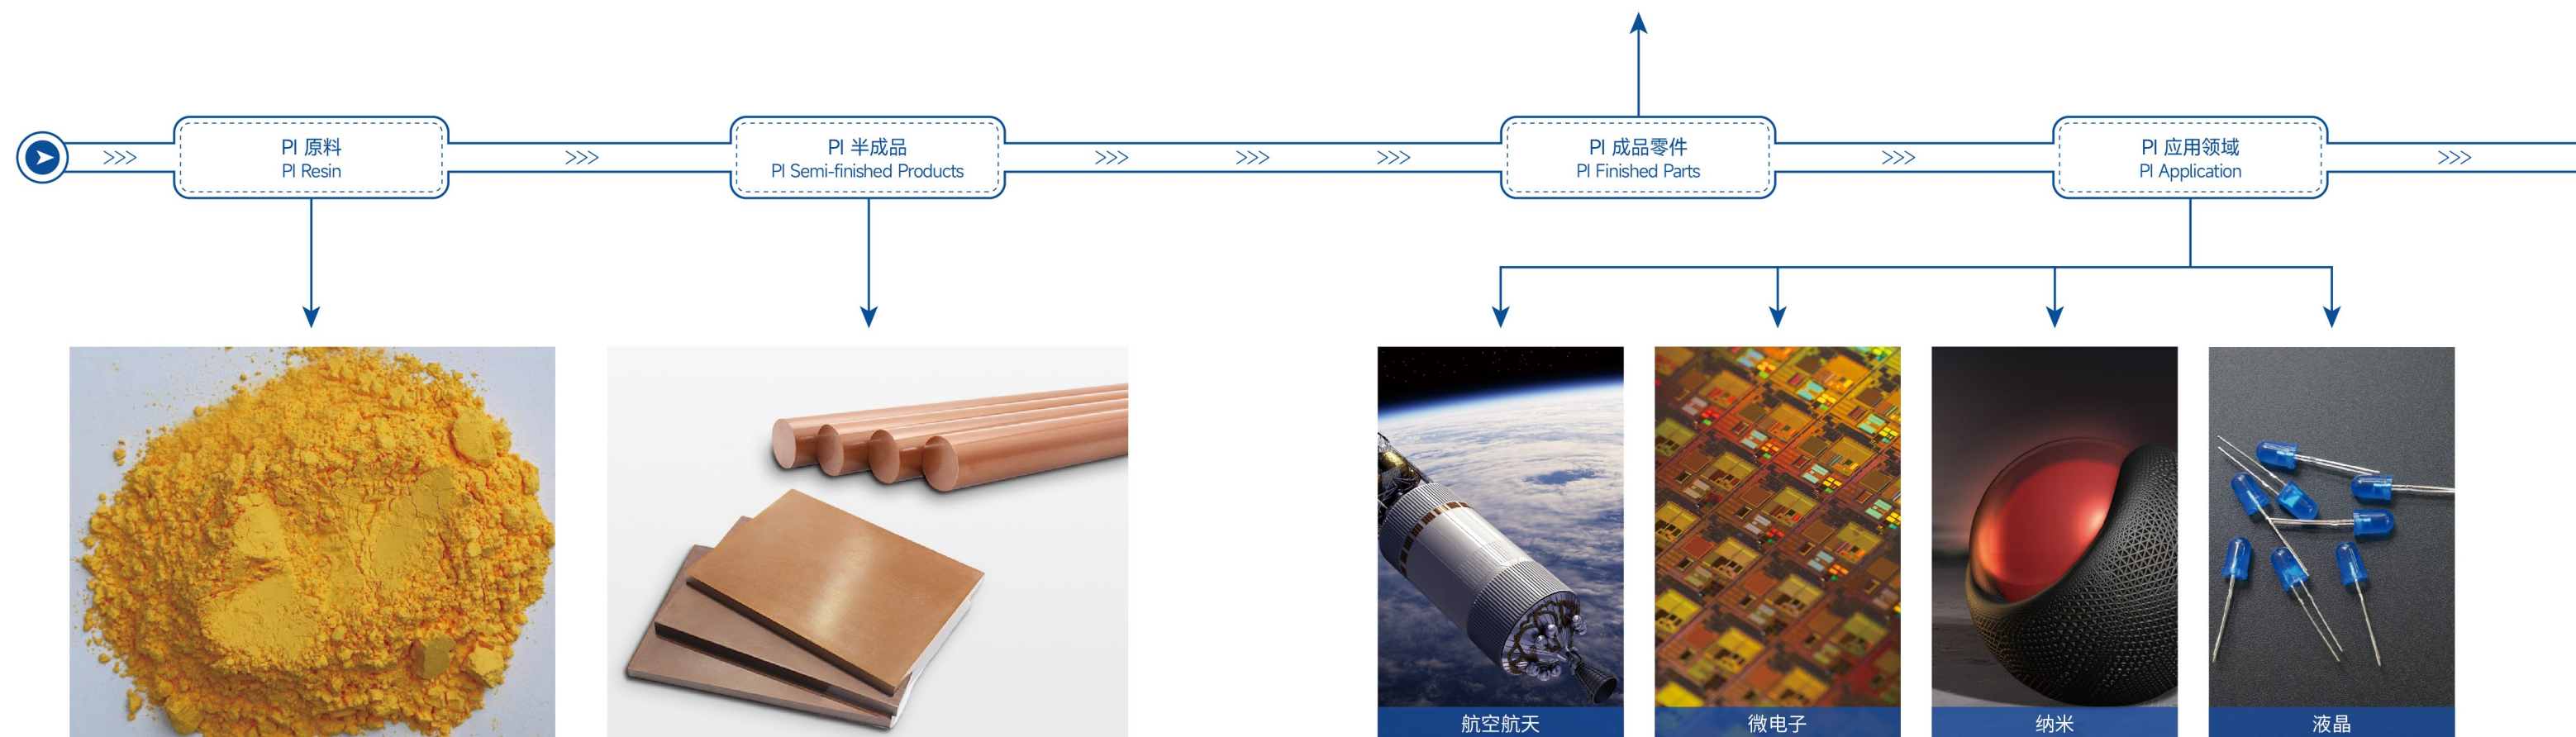 PI 原料
PI Resin
PI 半成品
PI Semi-finished Products
PI 成品零件
PI Finished Parts
PI 应用领域
PI Application
航空航天
微电子
纳米
液晶